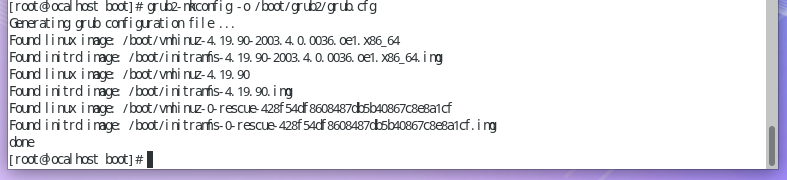 [root@localhost boot]# grub2-mkconfig -o /boot/grub2/grub.cfg
Generating grub configuration file ...
Found linux image: /boot/vmlinuz-4.19.90-2003.4.0.0036.oe1.x86_64
Found initrd image: /boot/initramfs-4.19.90-2003.4.0.0036.oe1.x86_64.img
Found linux image: /boot/vmlinuz-4.19.90
Found initrd image: /boot/initramfs-4.19.90.img
Found linux image: /boot/vmlinuz-0-rescue-428f54df8608487db5b40867c8e8a1cf
Found initrd image: /boot/initramfs-0-rescue-428f54df8608487db5b40867c8e8a1cf.img
done
[root@localhost boot]#